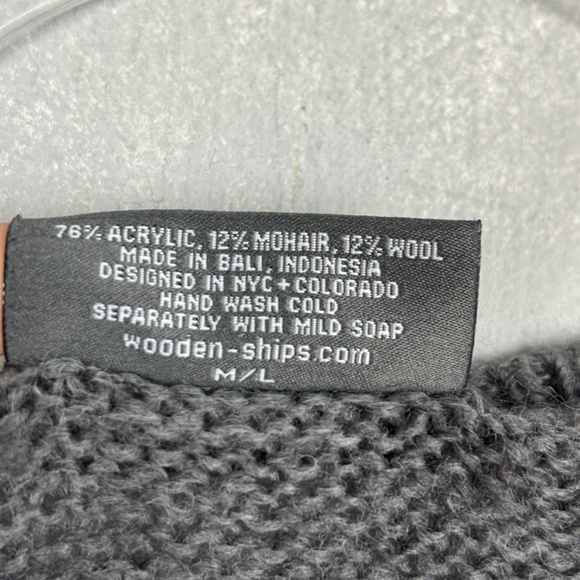 76% ACRYLIC, 12% MOHAIR, 12% WOOL
MADE IN BALI, INDONESIA
DESIGNED IN NYC + COLORADO
HAND WASH COLD
SEPARATELY WITH MILD SOAP
wooden-ships.com
M/L